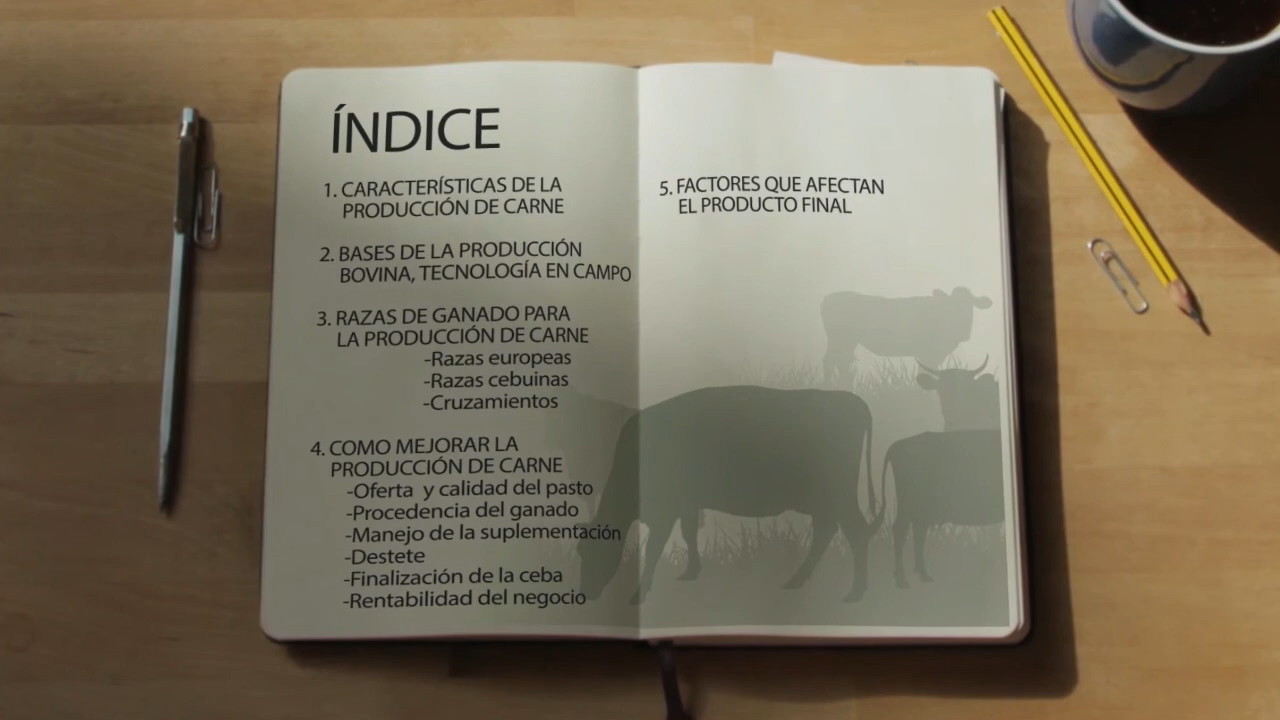 ÍNDICE
1. CARACTERÍSTICAS DE LA
PRODUCCIÓN DE CARNE
2. BASES DE LA PRODUCCIÓN
BOVINA, TECNOLOGÍA EN CAMPO
3. RAZAS DE GANADO PARA
LA PRODUCCIÓN DE CARNE
-Razas europeas
-Razas cebuinas
-Cruzamientos
4. COMO MEJORAR LA
PRODUCCIÓN DE CARNE
-Oferta y calidad del pasto
-Procedencia del ganado
-Manejo de la suplementación
-Destete
-Finalización de la ceba
-Rentabilidad del negocio
5. FACTORES QUE AFECTAN
EL PRODUCTO FINAL